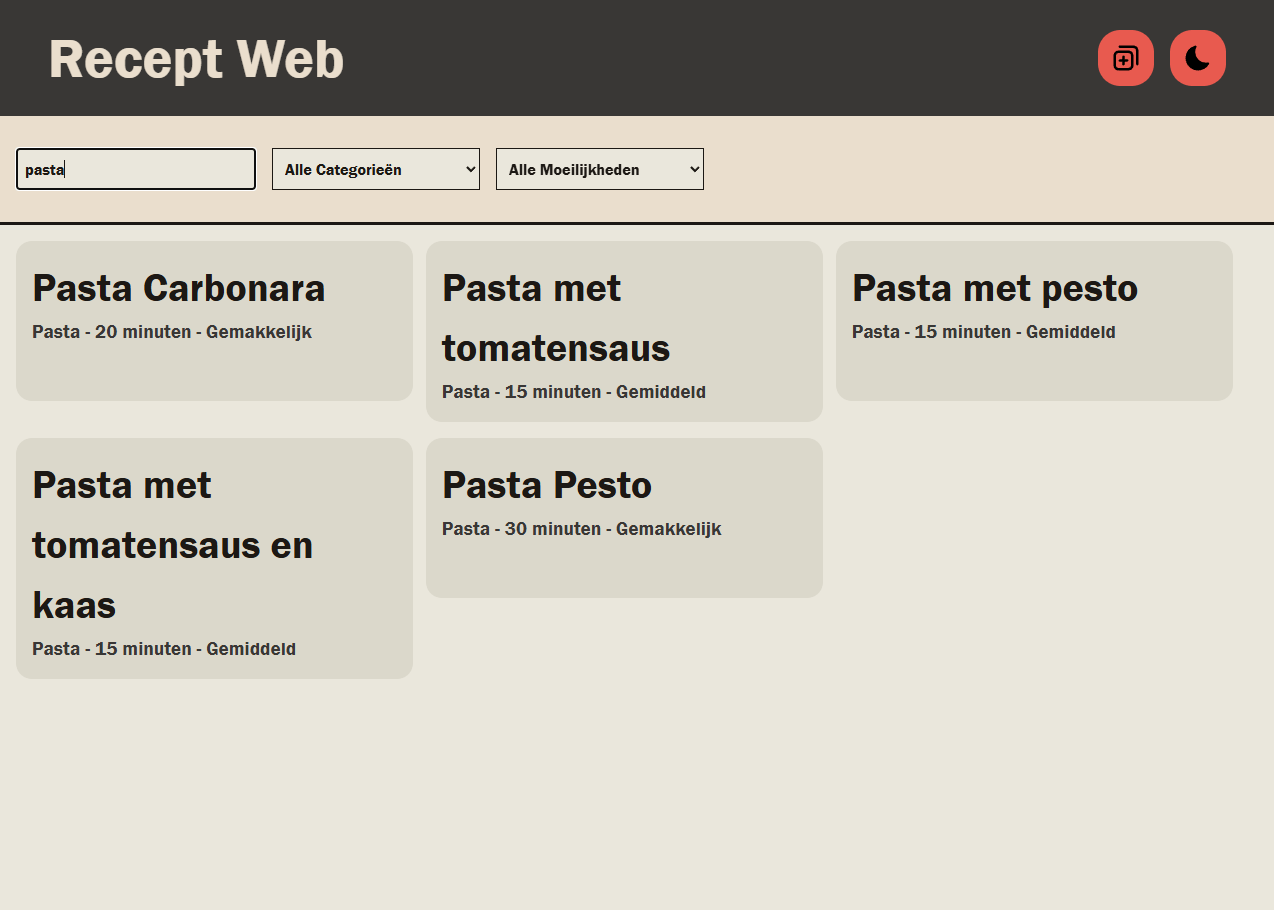 Recept Web
pasta
Alle Categorieën
Alle Moeilijkheden
Pasta Carbonara
Pasta - 20 minuten - Gemakkelijk
Pasta met
tomatensaus
Pasta - 15 minuten - Gemiddeld
Pasta met pesto
Pasta - 15 minuten - Gemiddeld
Pasta met
tomatensaus en
kaas
Pasta - 15 minuten - Gemiddeld
Pasta Pesto
Pasta - 30 minuten - Gemakkelijk